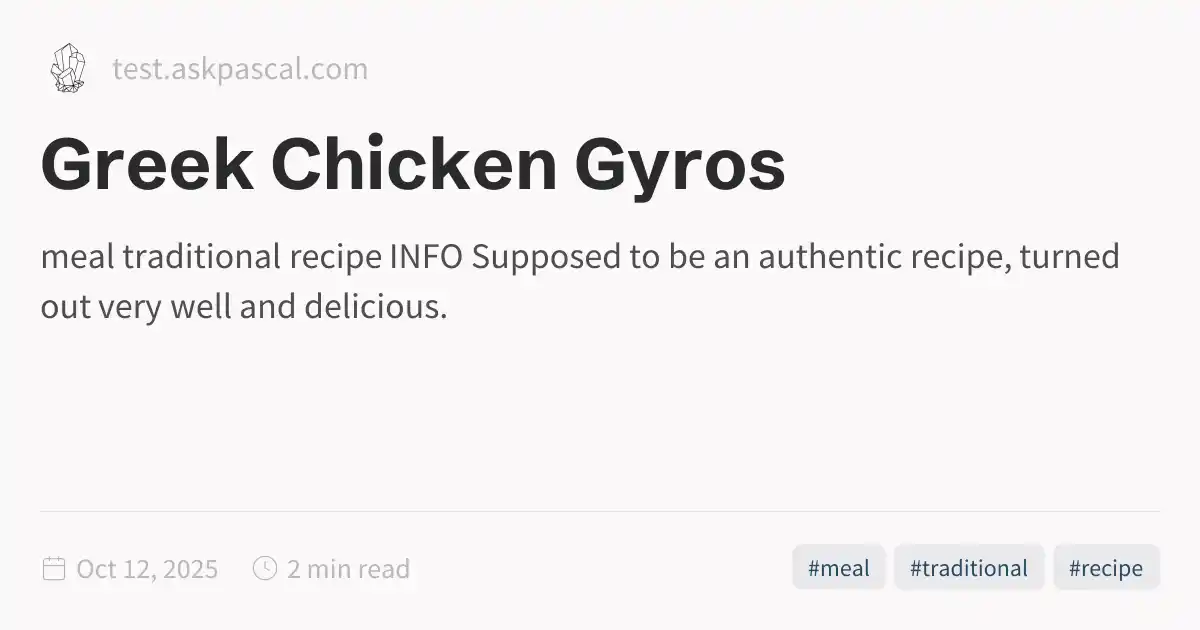 test.askpascal.com
Greek Chicken Gyros
meal traditional recipe INFO Supposed to be an authentic recipe, turned
out very well and delicious.
Oct 12, 2025 2 min read #meal #traditional #recipe